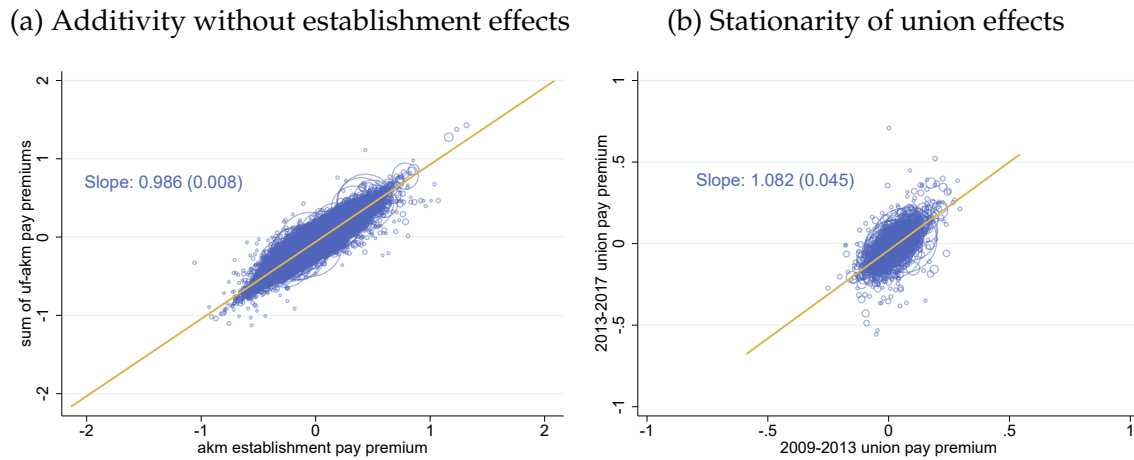 (a) Additivity without establishment effects
sum of uf-akm pay premiums
2
1
0
-1
-2
Slope: 0.986 (0.008)
-2 -1 0 1 2
akm establishment pay premium
(b) Stationarity of union effects
2013-2017 union pay premium
1
.5
0
-.5
-1
Slope: 1.082 (0.045)
-1 -.5 0 .5 1
2009-2013 union pay premium